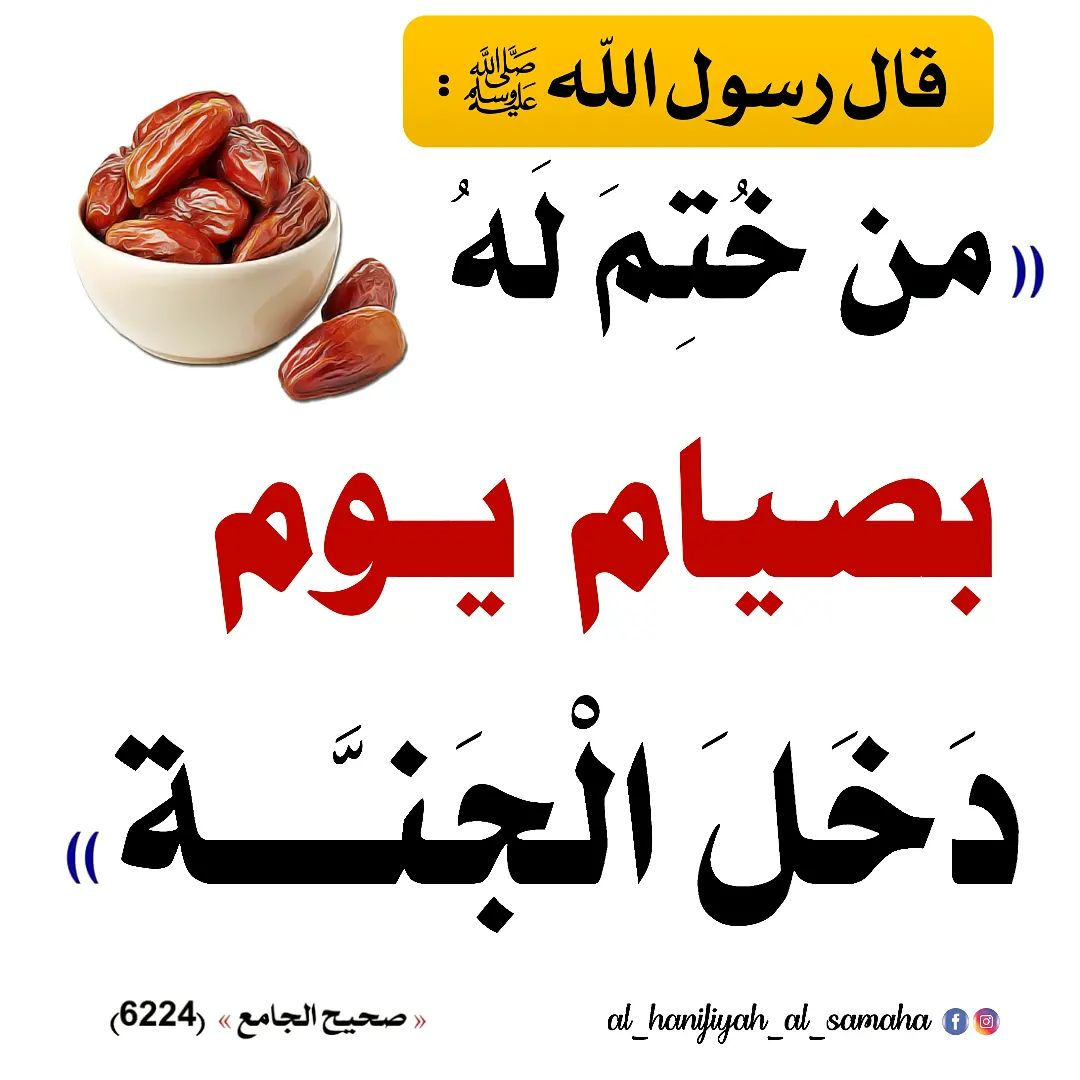 قال رسول الله ﷺ :
(( من خُتِمَ لَهُ
بصيام يـوم
دَخَلَ الْجَنَّـــة ))
« صحيح الجامع » (6224)
al_hanifiyah_al_samaha